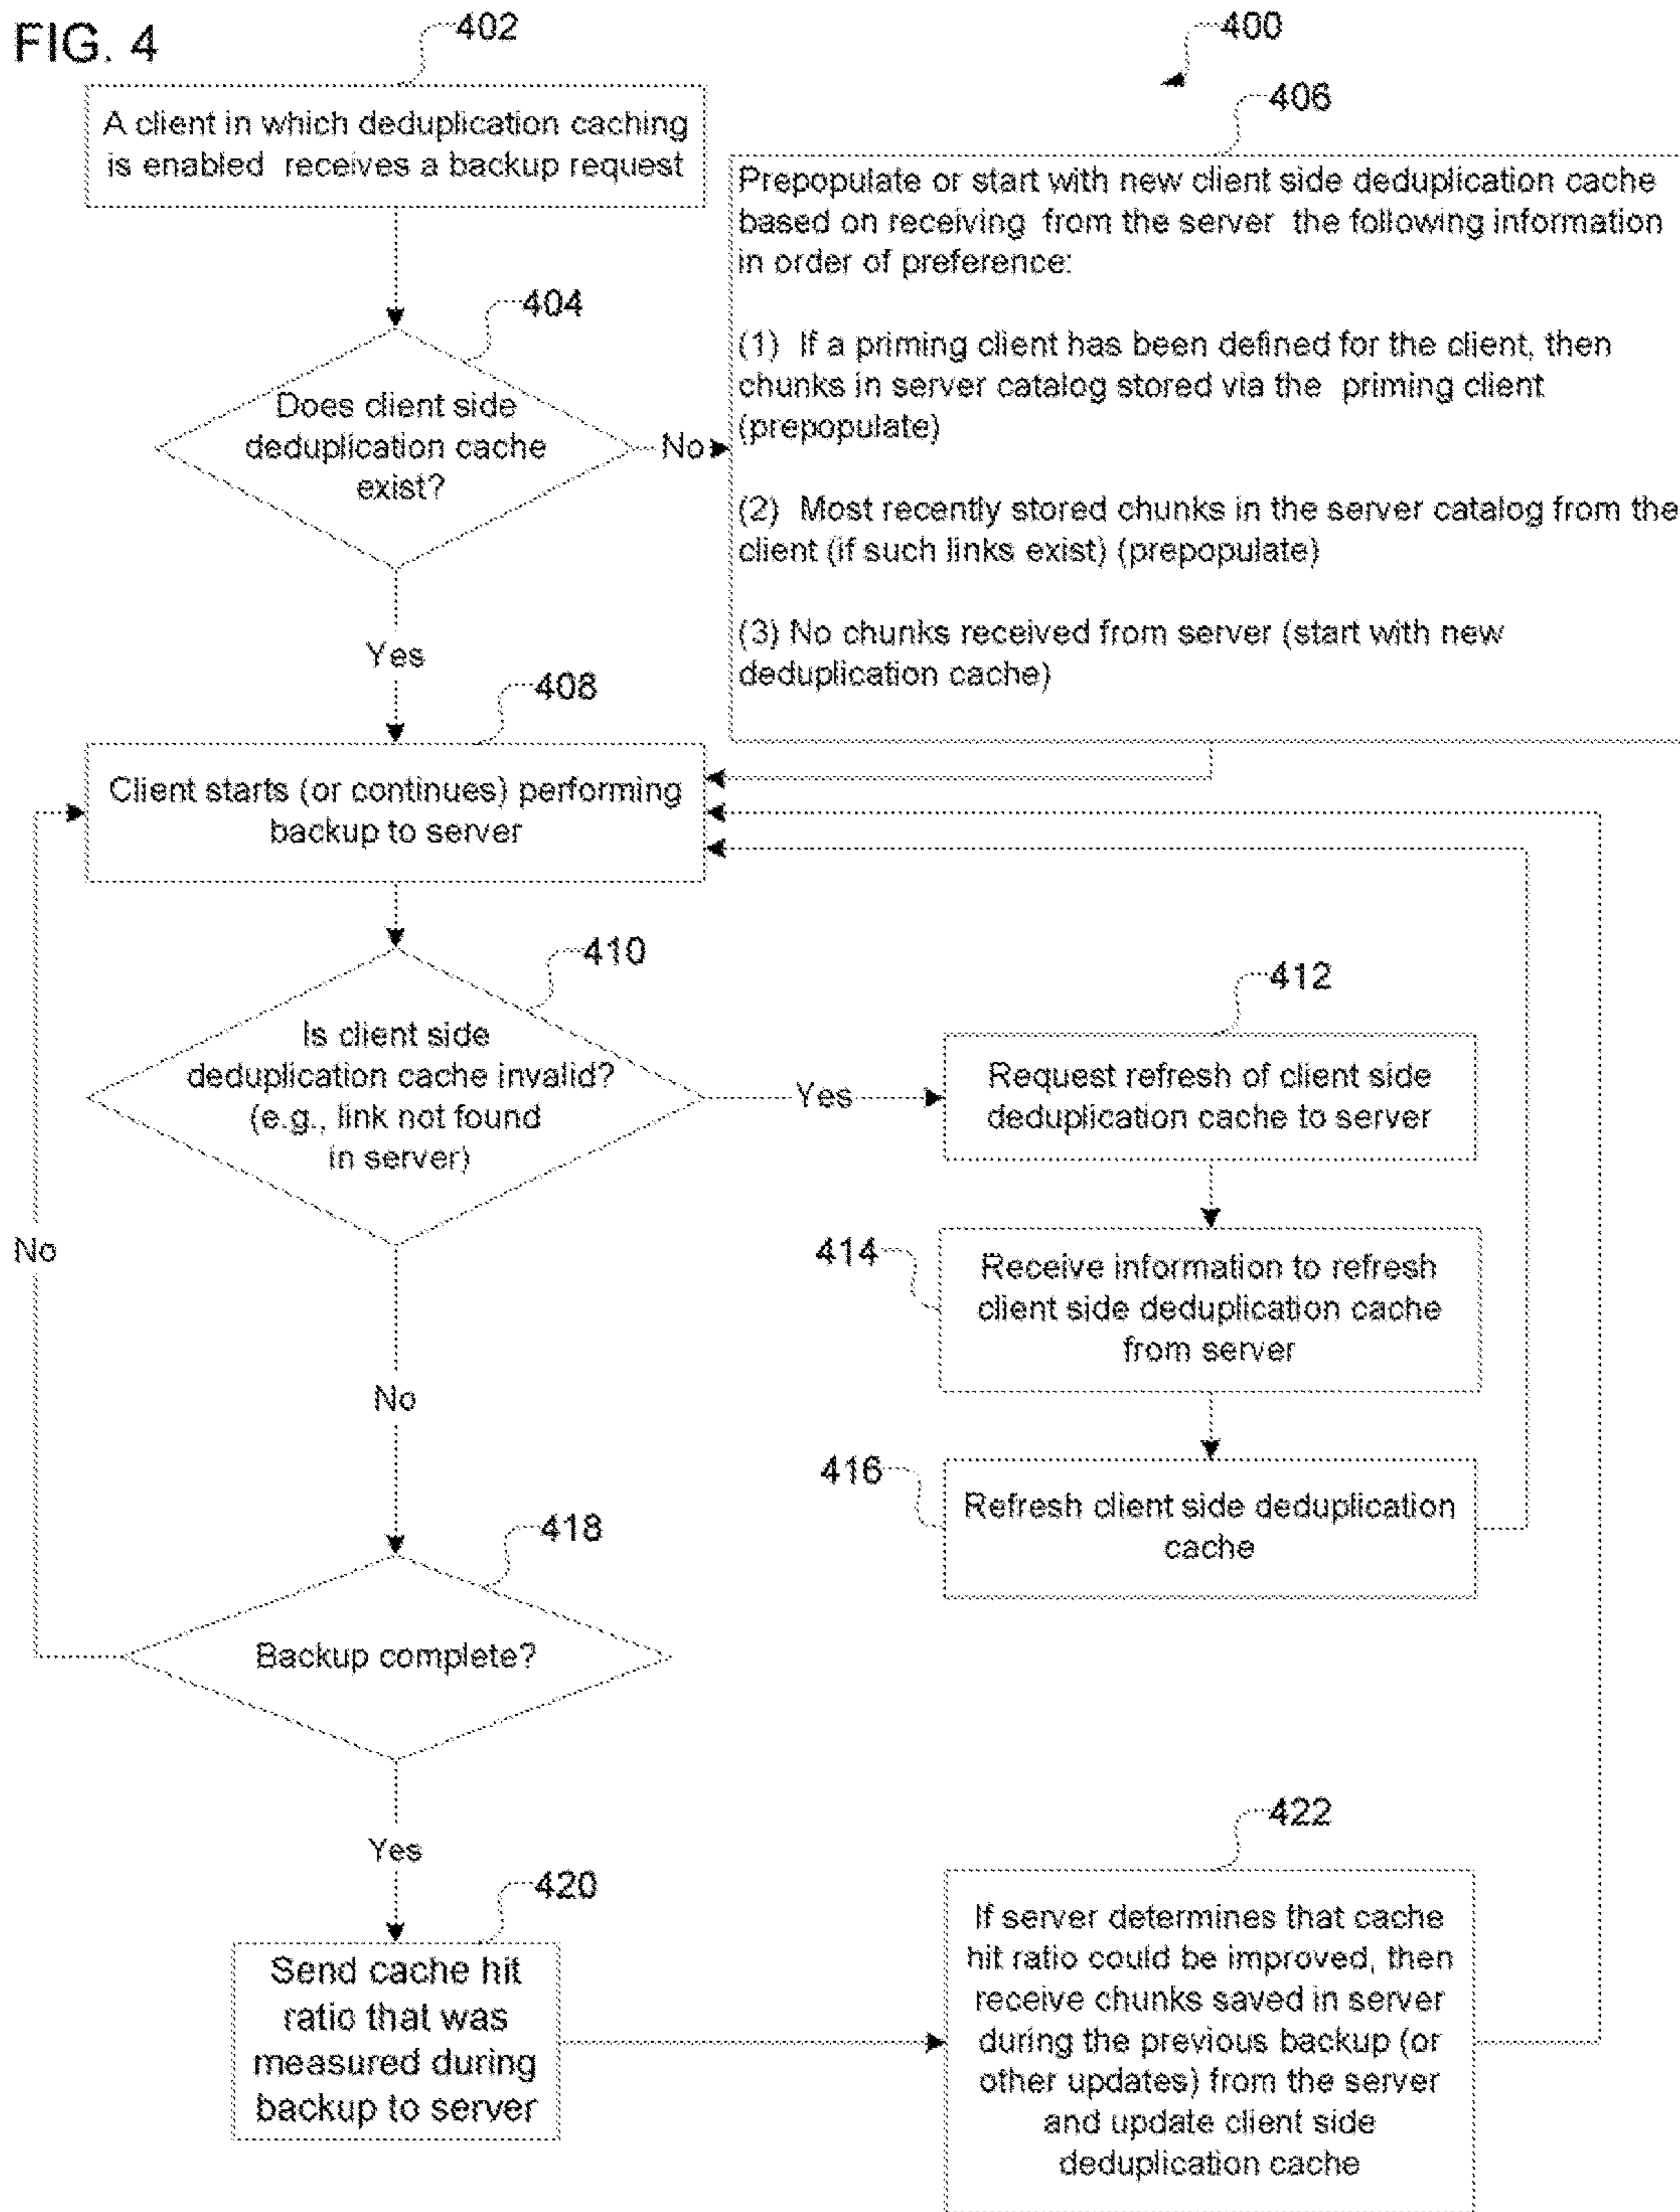 FIG. 4
402
400
A client in which deduplication caching
is enabled receives a backup request
406
Prepopulate or start with new client side deduplication cache
based on receiving from the server the following information
in order of preference:
(1) If a priming client has been defined for the client, then
chunks in server catalog stored via the priming client
(prepopulate)
(2) Most recently stored chunks in the server catalog from the
client (if such links exist) (prepopulate)
(3) No chunks received from server (start with new
deduplication cache)
404
Does client side
deduplication cache
exist?
No
Yes
408
Client starts (or continues) performing
backup to server
410
Is client side
deduplication cache invalid?
(e.g., link not found
in server)
Yes
412
Request refresh of client side
deduplication cache to server
414
Receive information to refresh
client side deduplication cache
from server
416
Refresh client side deduplication
cache
No
No
418
Backup complete?
Yes
420
Send cache hit
ratio that was
measured during
backup to server
422
If server determines that cache
hit ratio could be improved, then
receive chunks saved in server
during the previous backup (or
other updates) from the server
and update client side
deduplication cache